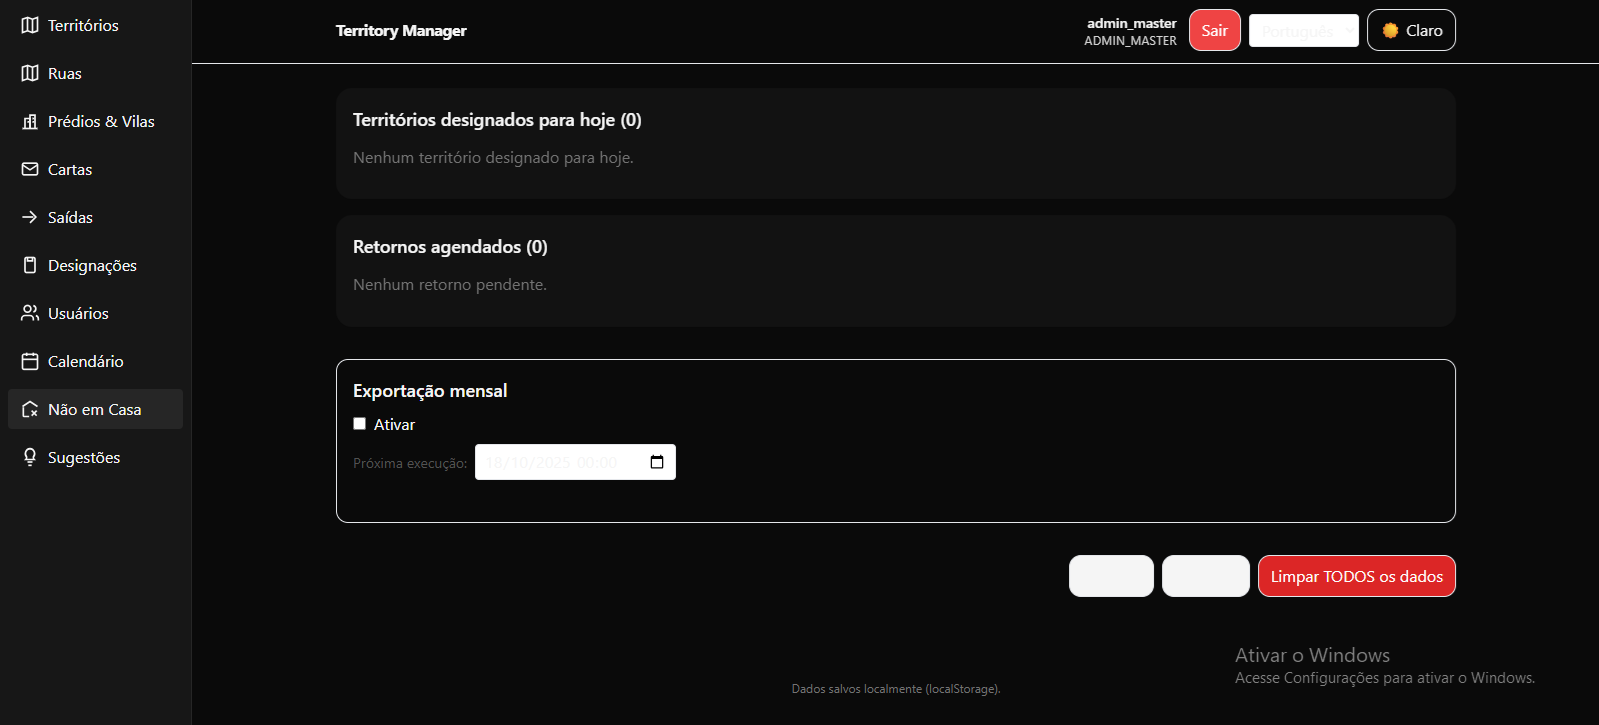 Territórios
Ruas
Prédios & Vilas
Cartas
Saídas
Designações
Usuários
Calendário
Não em Casa
Sugestões
Territory Manager
admin_master
ADMIN_MASTER
Sair
Português
Claro
Territórios designados para hoje (0)
Nenhum território designado para hoje.
Retornos agendados (0)
Nenhum retorno pendente.
Exportação mensal
Ativar
Próxima execução: 18/10/2025 00:00
Limpar TODOS os dados
Ativar o Windows
Acesse Configurações para ativar o Windows.
Dados salvos localmente (localStorage).